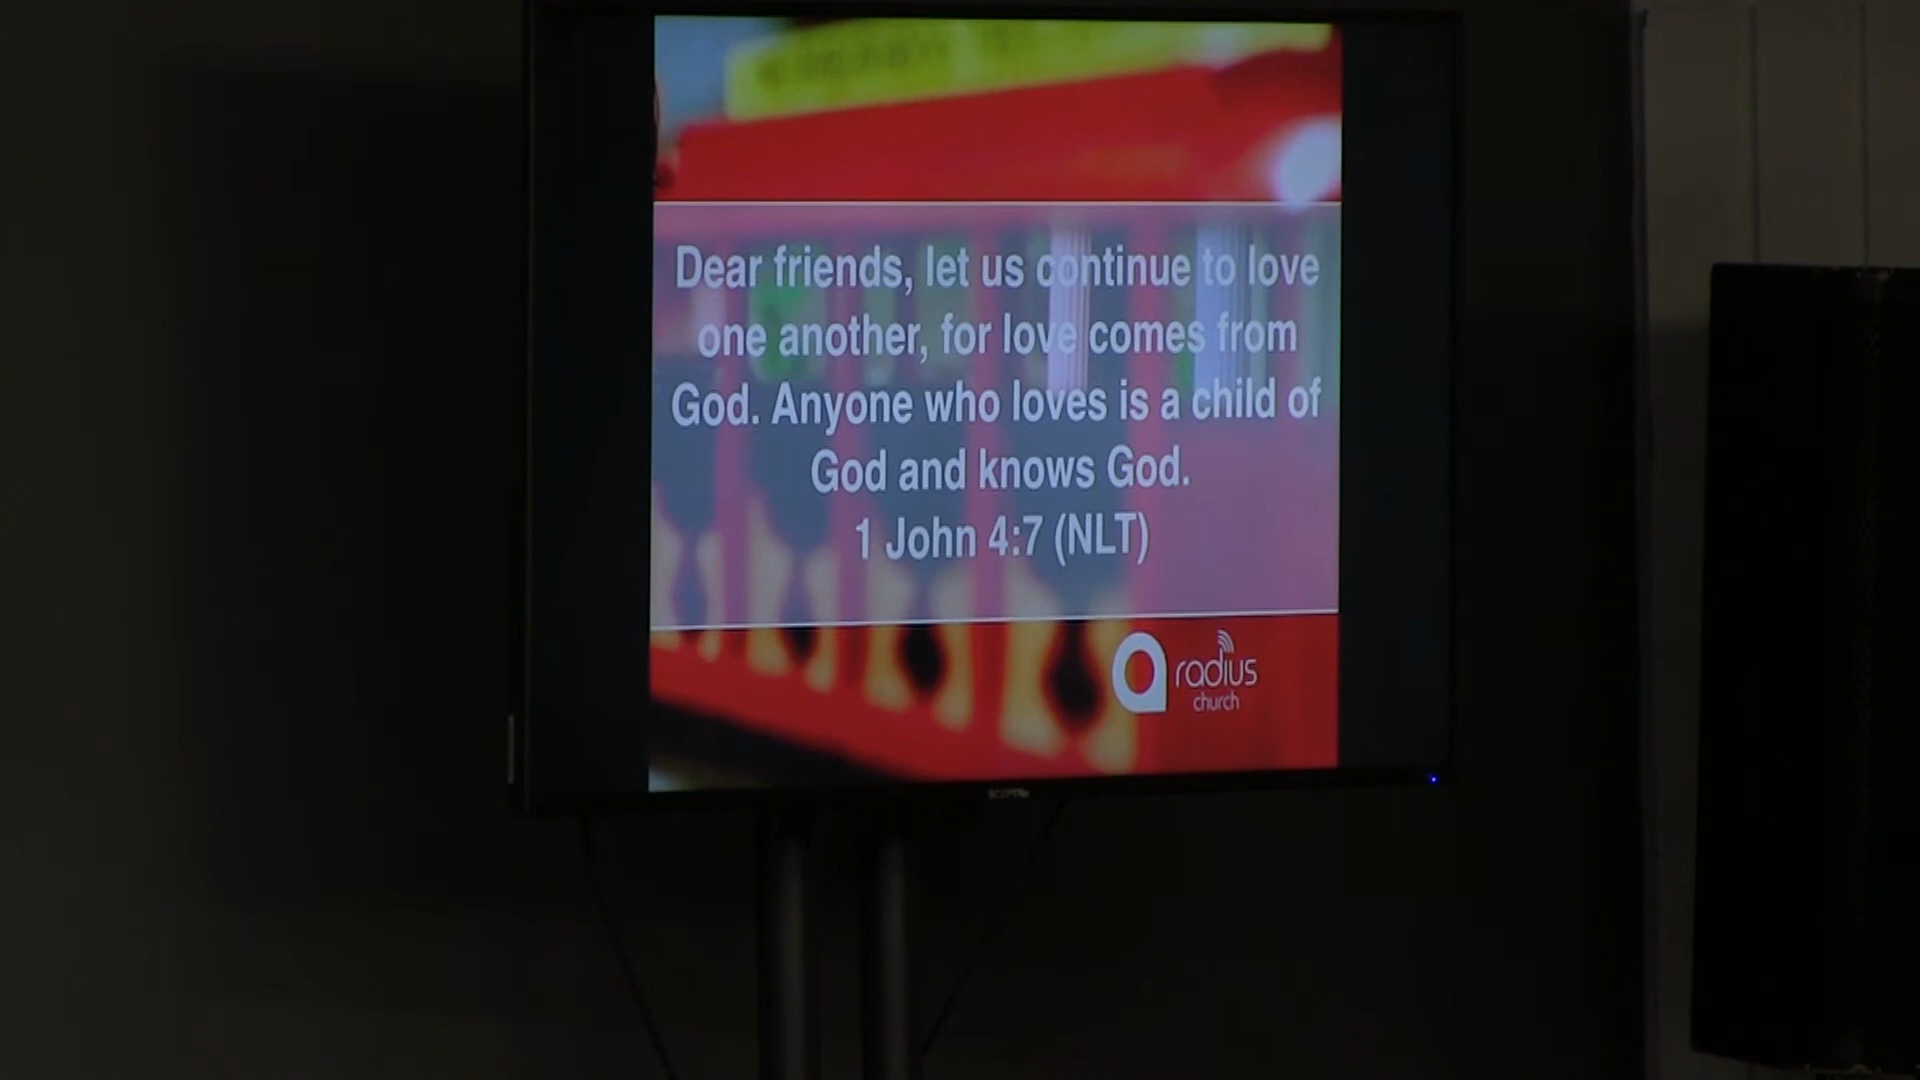 Dear friends, let us continue to love
one another, for love comes from
God. Anyone who loves is a child of
God and knows God.
1 John 4:7 (NLT)
radius
church
SCEPTRE